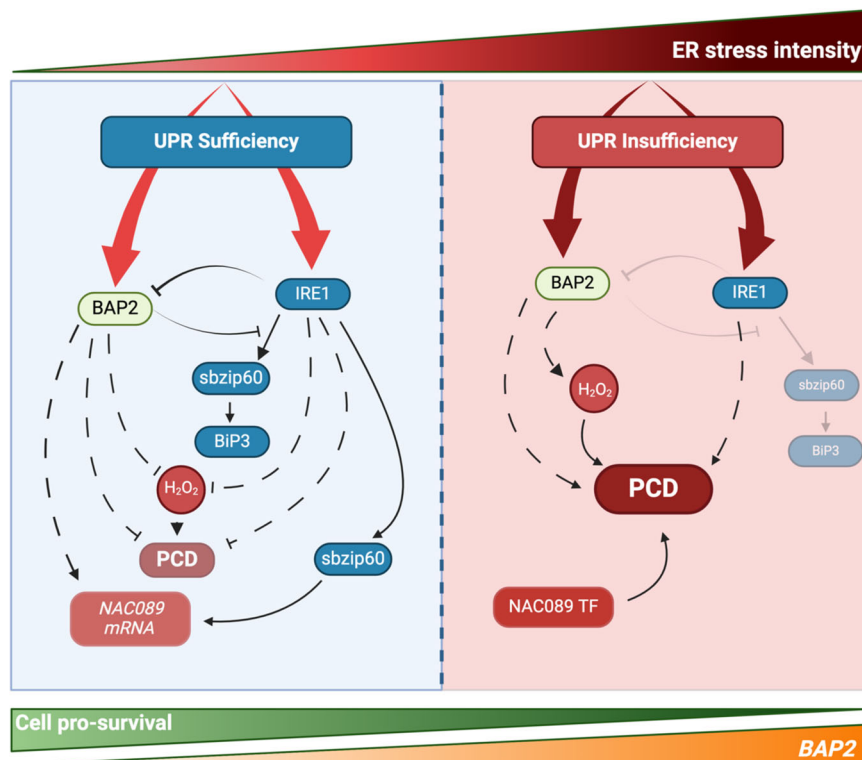 ER stress intensity
UPR Sufficiency
BAP2
IRE1
sbzip60
BiP3
H₂O₂
PCD
sbzip60
NAC089
mRNA
UPR Insufficiency
BAP2
IRE1
H₂O₂
sbzip60
BiP3
PCD
NAC089 TF
Cell pro-survival
BAP2